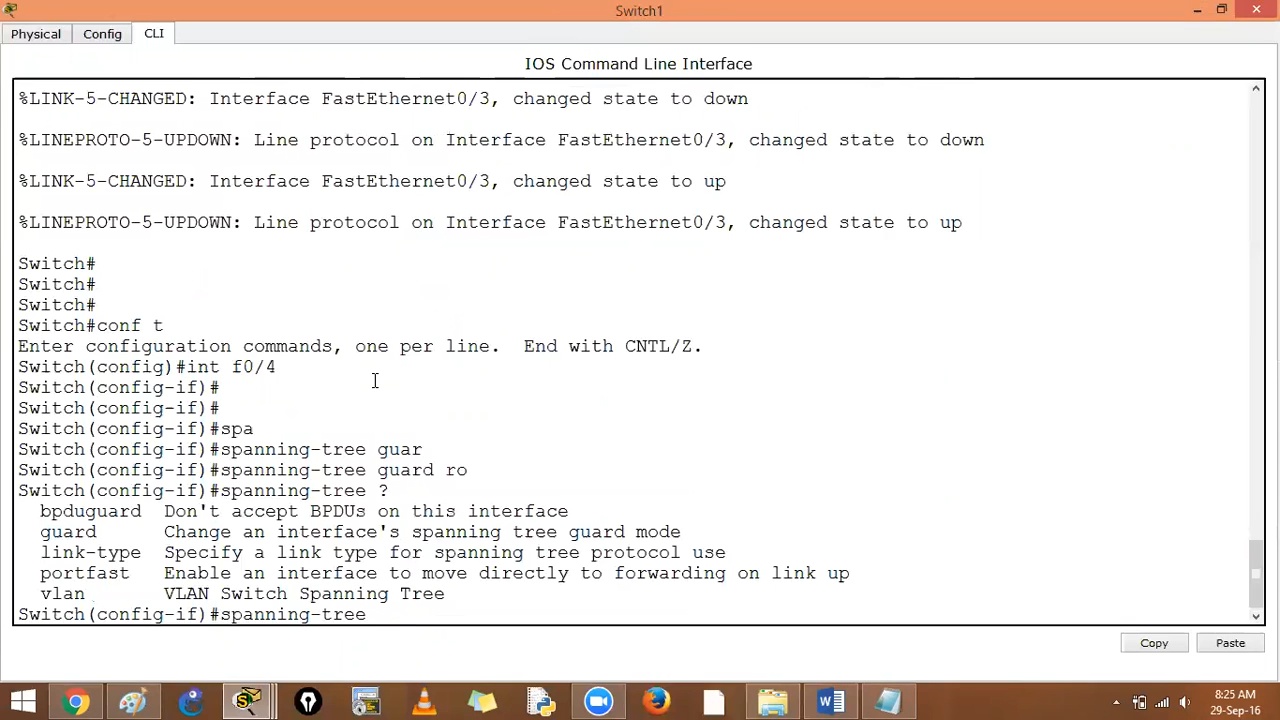 Switch1
Physical
Config
CLI
IOS Command Line Interface
%LINK-5-CHANGED: Interface FastEthernet0/3, changed state to down
%LINEPROTO-5-UPDOWN: Line protocol on Interface FastEthernet0/3, changed state to down
%LINK-5-CHANGED: Interface FastEthernet0/3, changed state to up
%LINEPROTO-5-UPDOWN: Line protocol on Interface FastEthernet0/3, changed state to up
Switch#
Switch#
Switch#
Switch#conf t
Enter configuration commands, one per line.  End with CNTL/Z.
Switch(config)#int f0/4
Switch(config-if)#
Switch(config-if)#
Switch(config-if)#spa
Switch(config-if)#spanning-tree guar
Switch(config-if)#spanning-tree guard ro
Switch(config-if)#spanning-tree ?
  bpduguard  Don't accept BPDUs on this interface
  guard      Change an interface's spanning tree guard mode
  link-type  Specify a link type for spanning tree protocol use
  portfast   Enable an interface to move directly to forwarding on link up
  vlan       VLAN Switch Spanning Tree
Switch(config-if)#spanning-tree
Copy
Paste
8:25 AM
29-Sep-16